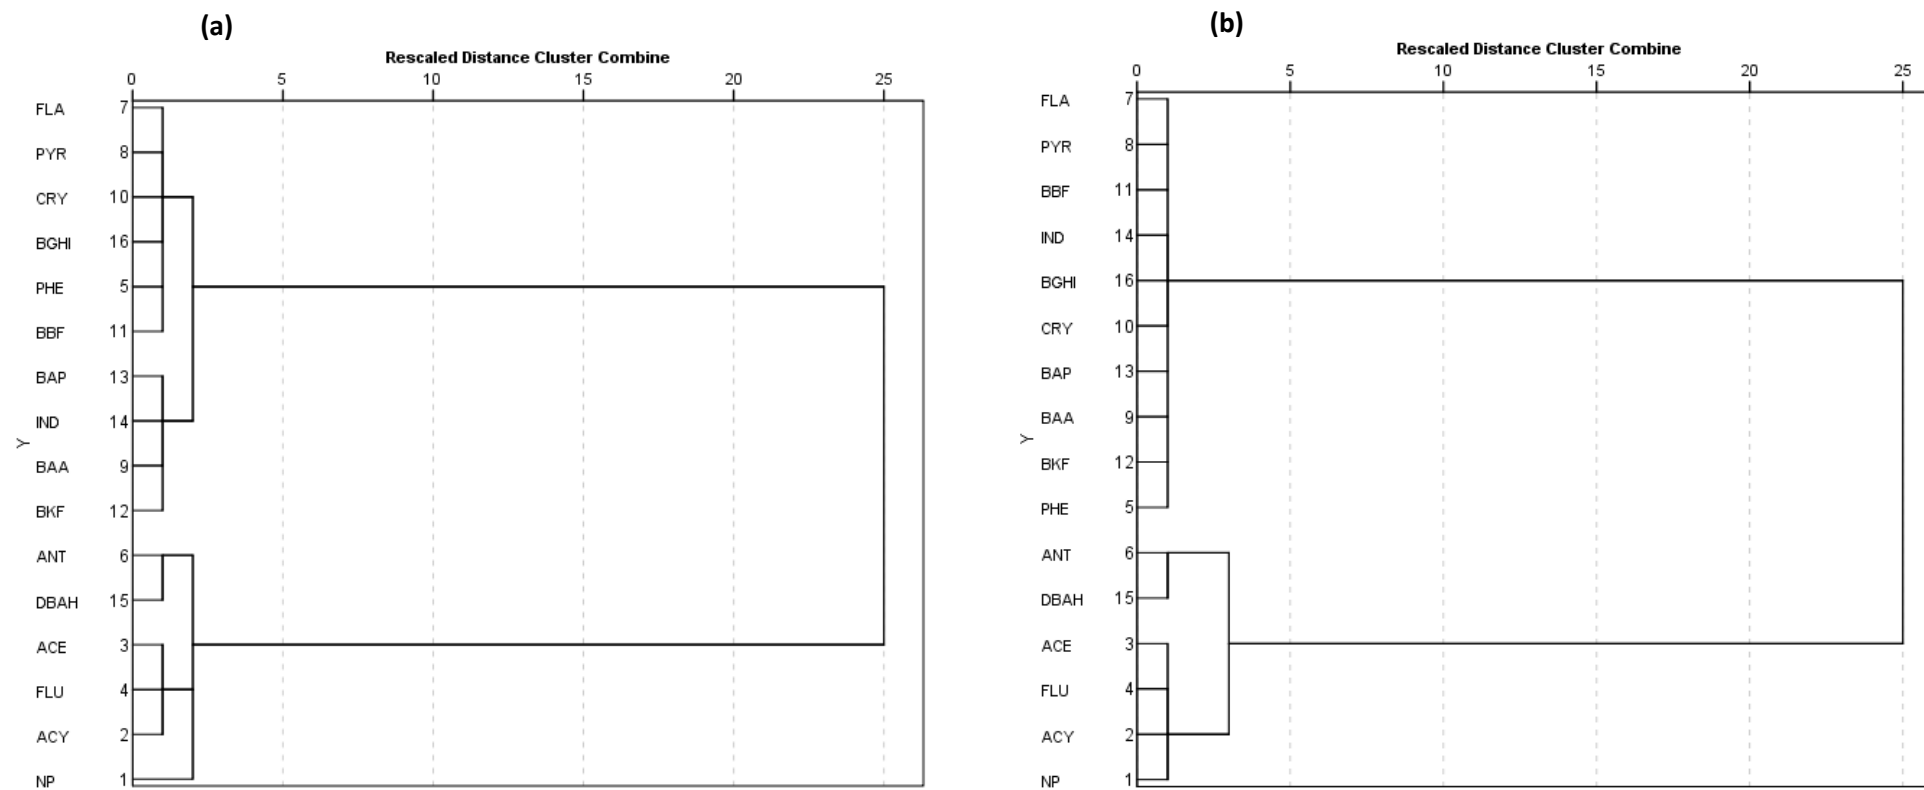 (a)
Rescaled Distance Cluster Combine
0 5 10 15 20 25
FLA 7
PYR 8
CRY 10
BGHI 16
PHE 5
BBF 11
BAP 13
IND 14
Y
BAA 9
BKF 12
ANT 6
DBAH 15
ACE 3
FLU 4
ACY 2
NP 1
(b)
Rescaled Distance Cluster Combine
0 5 10 15 20 25
FLA 7
PYR 8
BBF 11
IND 14
BGHI 16
CRY 10
BAP 13
BAA 9
Y
BKF 12
PHE 5
ANT 6
DBAH 15
ACE 3
FLU 4
ACY 2
NP 1